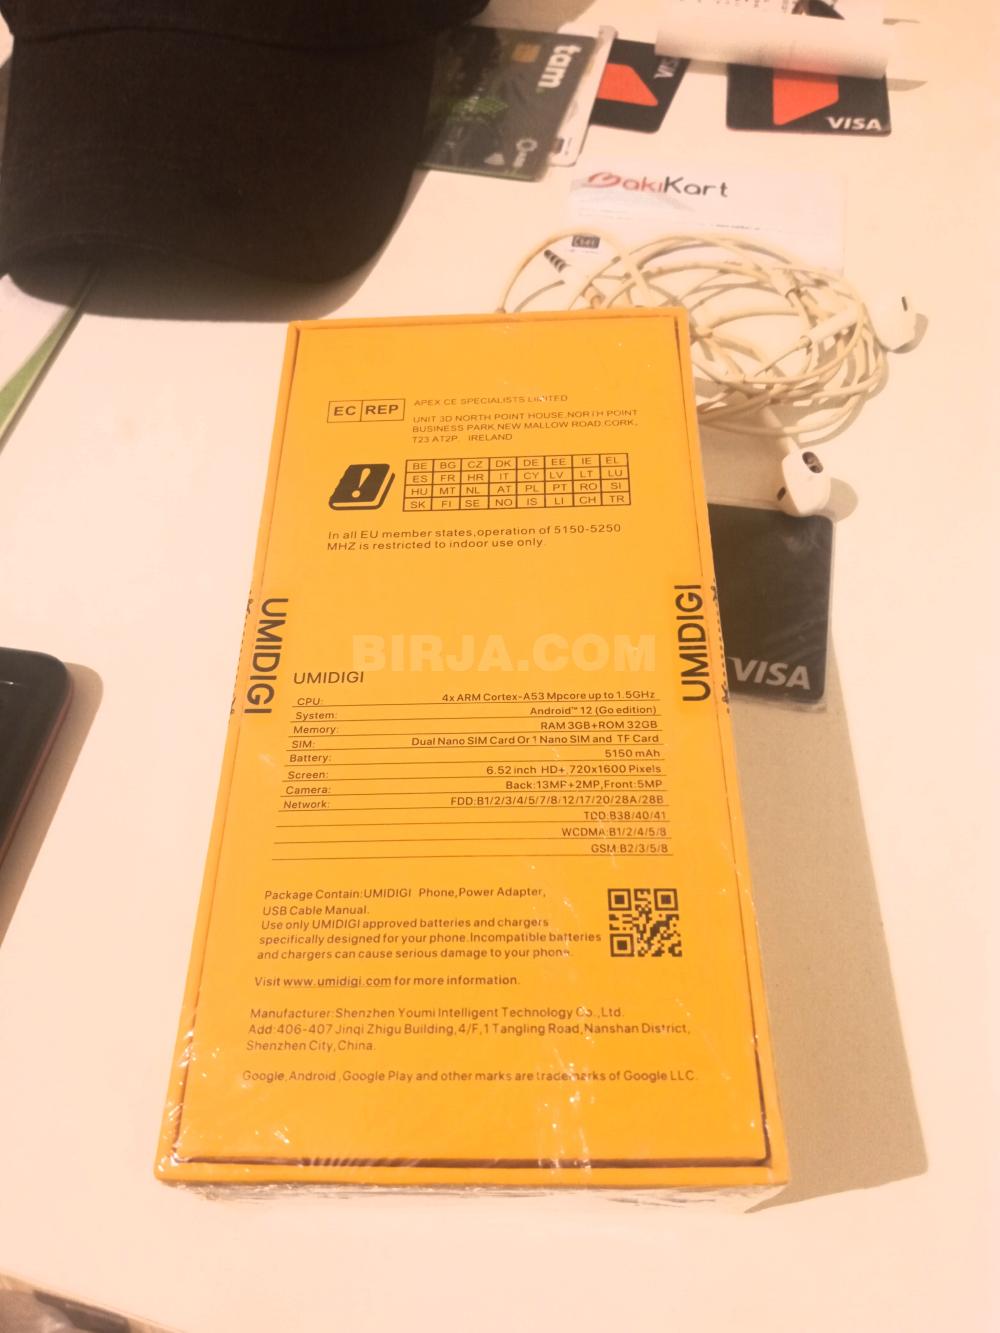 tam
VISA
VISA
BakıKart
EC REP
APEX CE SPECIALISTS LIMITED
UNIT 3D NORTH POINT HOUSE,NORTH POINT
BUSINESS PARK,NEW MALLOW ROAD,CORK,
T23 AT2P, IRELAND
BE BG CZ DK DE EE IE EL
ES FR HR IT CY LV LT LU
HU MT NL AT PL PT RO SI
SK FI SE NO IS LI CH TR
In all EU member states,operation of 5150-5250
MHZ is restricted to indoor use only.
UMIDIGI
UMIDIGI
BIRJA.COM
VISA
UMIDIGI
CPU: 4x ARM Cortex-A53 Mpcore up to 1.5GHz
System: Android™ 12 (Go edition)
Memory: RAM 3GB+ROM 32GB
SIM: Dual Nano SIM Card Or 1 Nano SIM and TF Card
Battery: 5150 mAh
Screen: 6.52 inch HD+,720x1600 Pixels
Camera: Back:13MP+2MP,Front:5MP
Network: FDD:B1/2/3/4/5/7/8/12/17/20/28A/28B
TDD:B38/40/41
WCDMA:B1/2/4/5/8
GSM:B2/3/5/8
Package Contain:UMIDIGI Phone,Power Adapter,
USB Cable Manual.
Use only UMIDIGI approved batteries and chargers
specifically designed for your phone.Incompatible batteries
and chargers can cause serious damage to your phone.
Visit www.umidigi.com for more information.
Manufacturer:Shenzhen Youmi Intelligent Technology Co.,Ltd.
Add:406-407 Jinqi Zhigu Building,4/F,1 Tangling Road,Nanshan District,
Shenzhen City,China.
Google,Android,Google Play and other marks are trademarks of Google LLC.